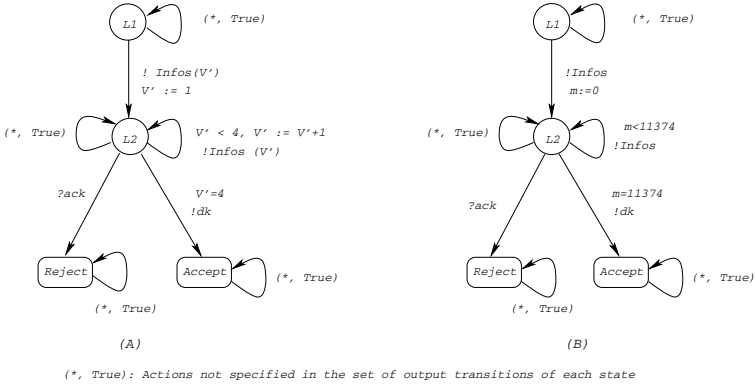 L1
(*, True)
! Infos(V')
V' := 1
(*, True)
L2
V' < 4, V' := V'+1
!Infos (V')
?ack
V'=4
!dk
Reject
Accept
(*, True)
(*, True)
(A)
L1
(*, True)
!Infos
m:=0
(*, True)
L2
m<11374
!Infos
?ack
m=11374
!dk
Reject
Accept
(*, True)
(*, True)
(B)
(*, True): Actions not specified in the set of output transitions of each state